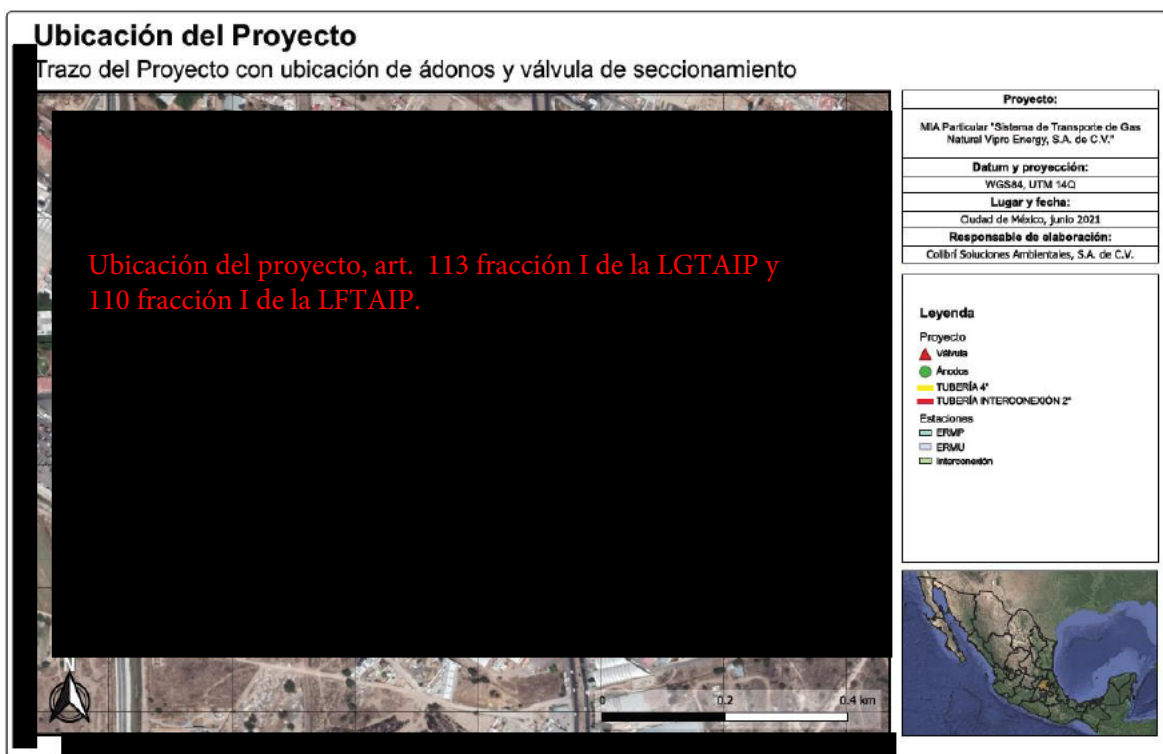 Ubicación del Proyecto
Trazo del Proyecto con ubicación de ádonos y válvula de seccionamiento
Ubicación del proyecto, art. 113 fracción I de la LGTAIP y
110 fracción I de la LFTAIP.
N
0 0.2 0.4 km
Proyecto:
MIA Particular "Sistema de Transporte de Gas
Natural Vipro Energy, S.A. de C.V."
Datum y proyección:
WGS84, UTM 14Q
Lugar y fecha:
Ciudad de México, junio 2021
Responsable de elaboración:
Colibrí Soluciones Ambientales, S.A. de C.V.
Leyenda
Proyecto
Válvula
Ánodos
TUBERÍA 4"
TUBERÍA INTERCONEXIÓN 2"
Estaciones
ERMP
ERMU
Interconexión